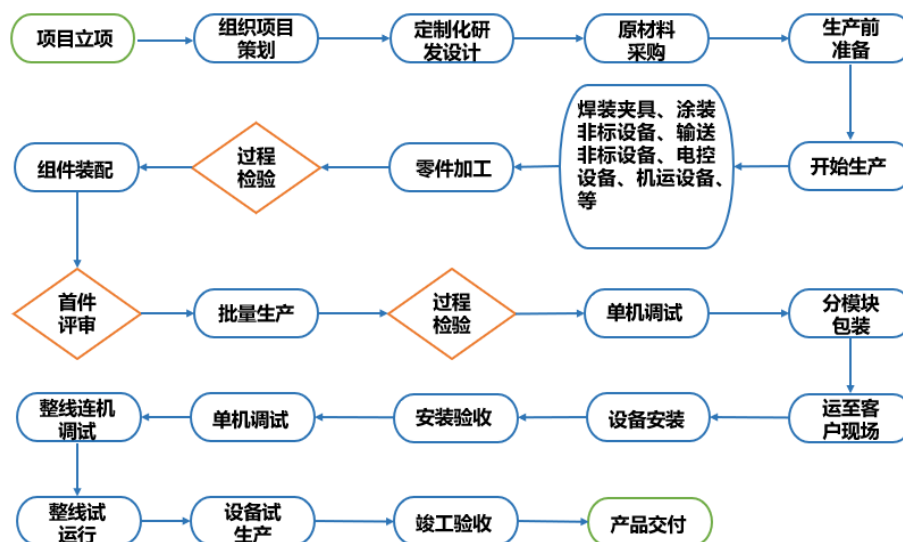 项目立项
组织项目
策划
定制化研
发设计
原材料
采购
生产前
准备
开始生产
焊装夹具、涂装
非标设备、输送
非标设备、电控
设备、机运设备、
等
零件加工
过程
检验
组件装配
首件
评审
批量生产
过程
检验
单机调试
分模块
包装
运至客
户现场
设备安装
安装验收
单机调试
整线连机
调试
整线试
运行
设备试
生产
竣工验收
产品交付